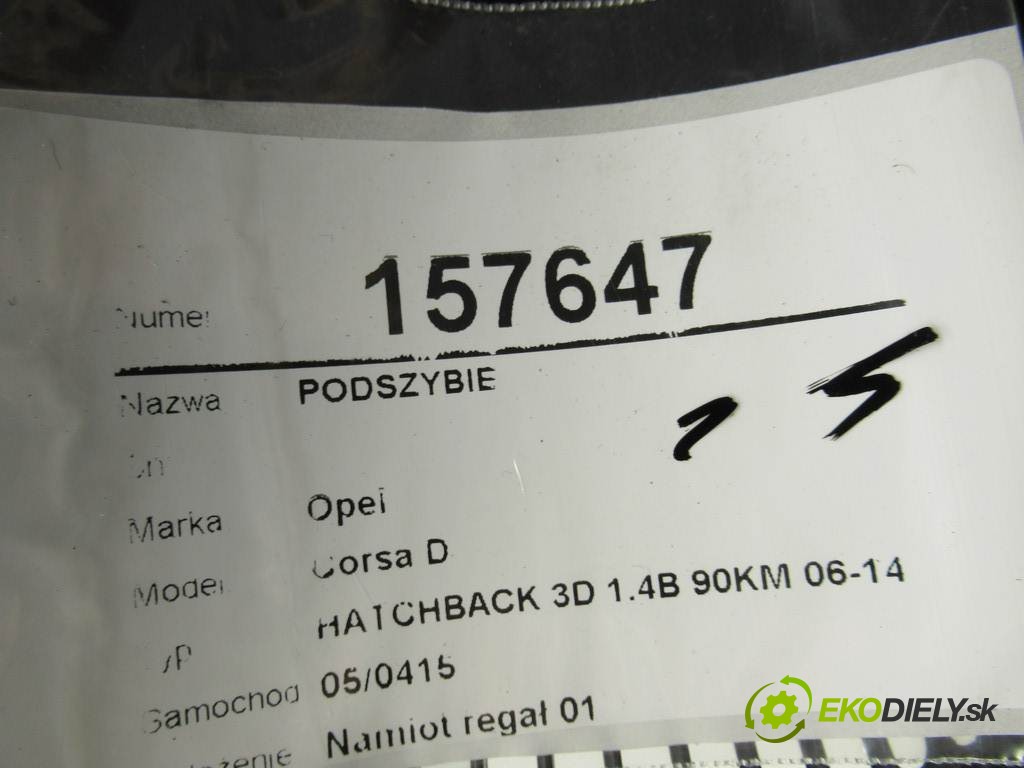 Numer 157647
Nazwa PODSZYBIE
Marka Opel
Model Corsa D
HATCHBACK 3D 1.4B 90KM 06-14
Samochod 05/0415
Namiot regał 01
EKODIELY.sk